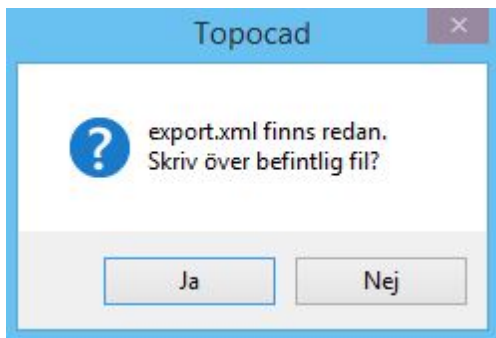 Topocad
export.xml finns redan.
Skriv över befintlig fil?
Ja
Nej